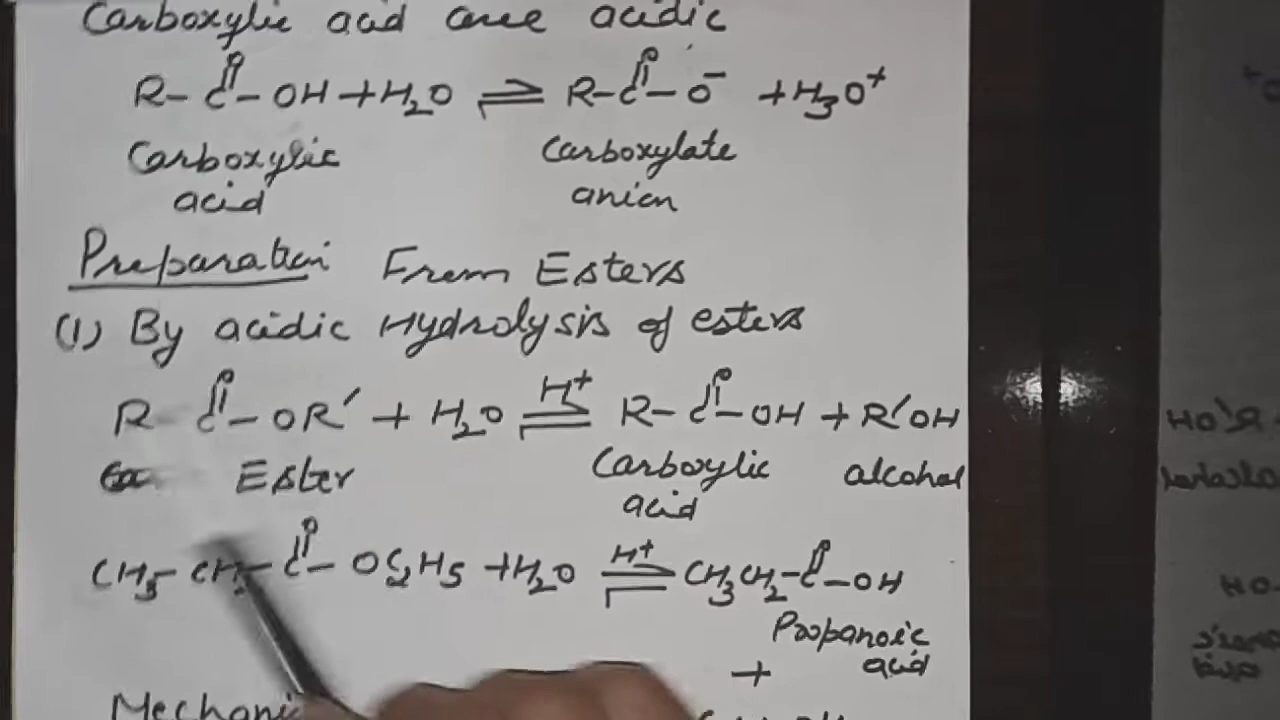 Carboxylic acid are acidic
O O
R-C-OH+H₂O ⇌ R-C-O⁻ +H₃O⁺
Carboxylic Carboxylate
acid anion
Preparation From Esters
(1) By acidic Hydrolysis of esters
O H⁺ O
R C-OR′ + H₂O ⇌ R-C-OH + R′OH
Ester Carboxylic alcohol
acid
O H⁺ O
CH₃-CH₂-C-OC₂H₅ +H₂O ⇌ CH₃CH₂-C-OH
Propanoic
+ acid